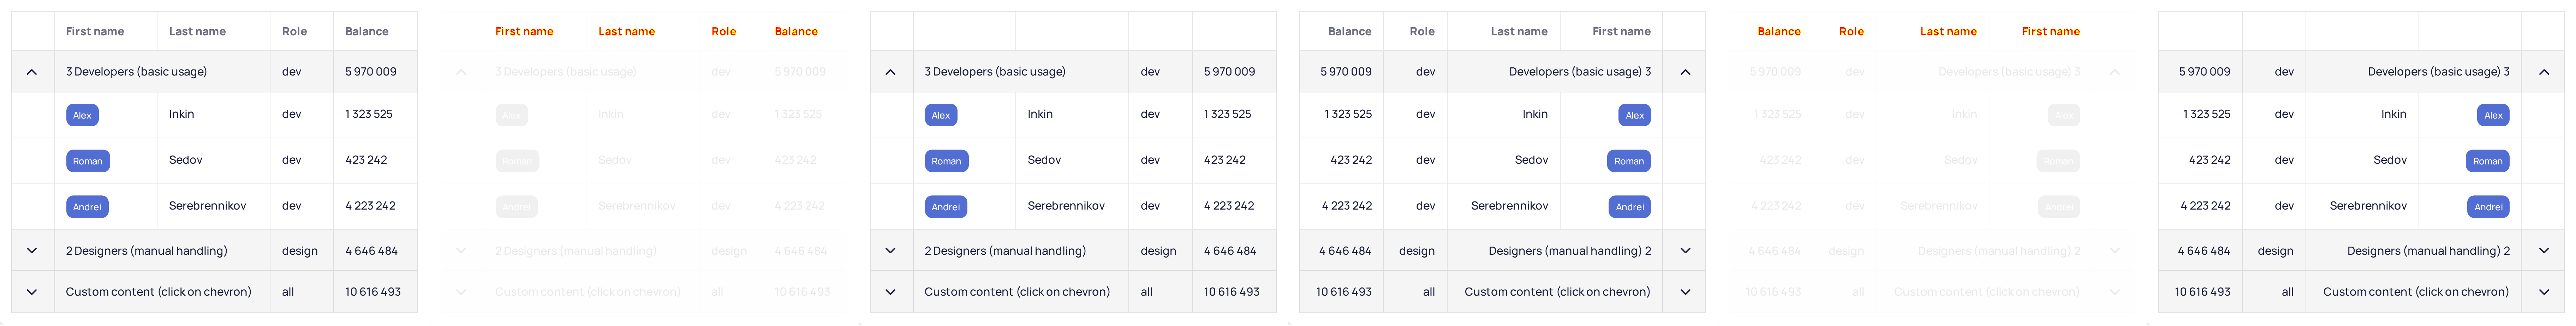 First name Last name Role Balance
3 Developers (basic usage) dev 5 970 009
Alex Inkin dev 1 323 525
Roman Sedov dev 423 242
Andrei Serebrennikov dev 4 223 242
2 Designers (manual handling) design 4 646 484
Custom content (click on chevron) all 10 616 493
First name Last name Role Balance
3 Developers (basic usage) dev 5 970 009
Alex Inkin dev 1 323 525
Roman Sedov dev 423 242
Andrei Serebrennikov dev 4 223 242
2 Designers (manual handling) design 4 646 484
Custom content (click on chevron) all 10 616 493
3 Developers (basic usage) dev 5 970 009
Alex Inkin dev 1 323 525
Roman Sedov dev 423 242
Andrei Serebrennikov dev 4 223 242
2 Designers (manual handling) design 4 646 484
Custom content (click on chevron) all 10 616 493
Balance Role Last name First name
5 970 009 dev Developers (basic usage) 3
1 323 525 dev Inkin Alex
423 242 dev Sedov Roman
4 223 242 dev Serebrennikov Andrei
4 646 484 design Designers (manual handling) 2
10 616 493 all Custom content (click on chevron)
Balance Role Last name First name
5 970 009 dev Developers (basic usage) 3
1 323 525 dev Inkin Alex
423 242 dev Sedov Roman
4 223 242 dev Serebrennikov Andrei
4 646 484 design Designers (manual handling) 2
10 616 493 all Custom content (click on chevron)
5 970 009 dev Developers (basic usage) 3
1 323 525 dev Inkin Alex
423 242 dev Sedov Roman
4 223 242 dev Serebrennikov Andrei
4 646 484 design Designers (manual handling) 2
10 616 493 all Custom content (click on chevron)